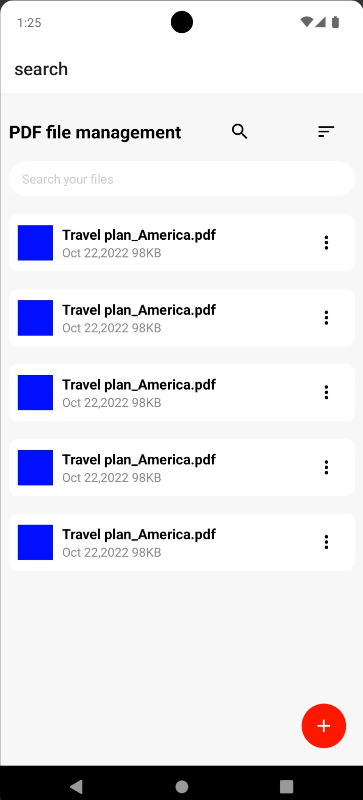 1:25
search
PDF file management
Search your files
Travel plan_America.pdf
Oct 22,2022 98KB
Travel plan_America.pdf
Oct 22,2022 98KB
Travel plan_America.pdf
Oct 22,2022 98KB
Travel plan_America.pdf
Oct 22,2022 98KB
Travel plan_America.pdf
Oct 22,2022 98KB